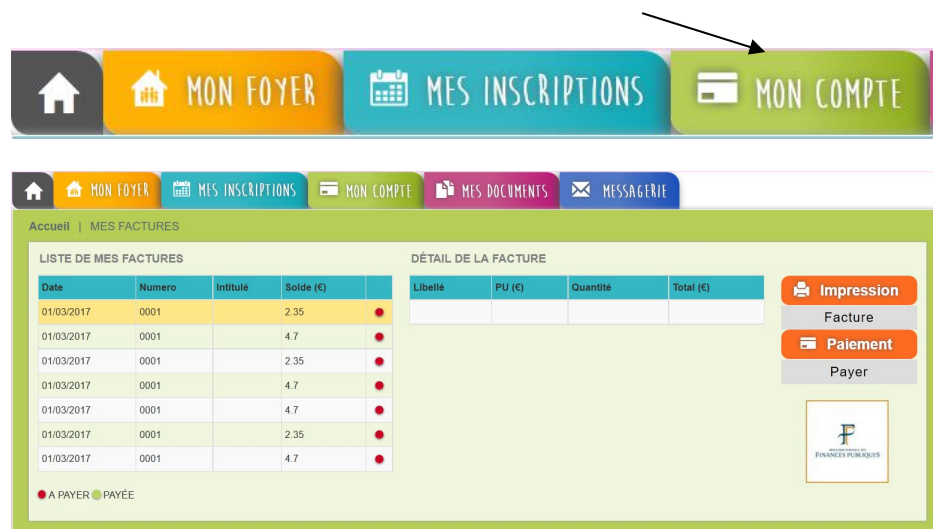 MON FOYER MES INSCRIPTIONS MON COMPTE
MON FOYER MES INSCRIPTIONS MON COMPTE MES DOCUMENTS MESSAGERIE
Accueil | MES FACTURES
LISTE DE MES FACTURES
Date Numero Intitulé Solde (€)
01/03/2017 0001 2.35
01/03/2017 0001 4.7
01/03/2017 0001 2.35
01/03/2017 0001 4.7
01/03/2017 0001 4.7
01/03/2017 0001 2.35
01/03/2017 0001 4.7
A PAYER PAYÉE
DÉTAIL DE LA FACTURE
Libellé PU (€) Quantité Total (€)
Impression
Facture
Paiement
Payer
FINANCES PUBLIQUES